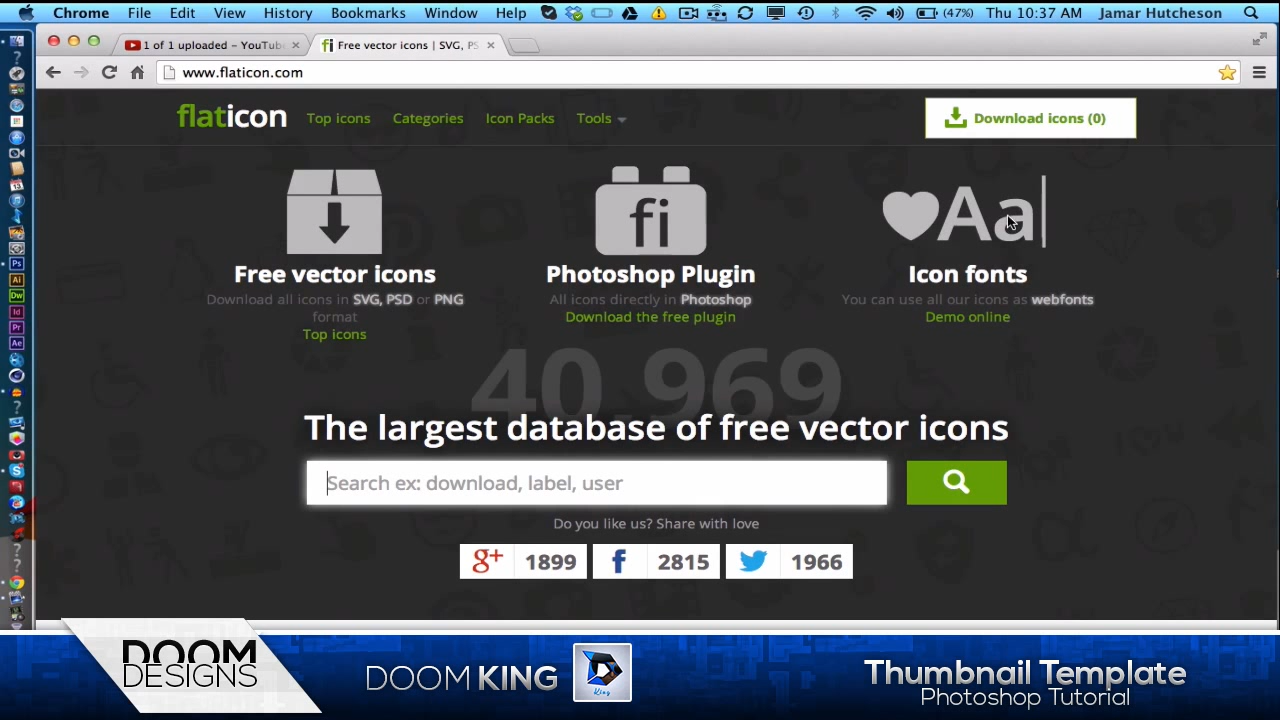 Chrome File Edit View History Bookmarks Window Help (47%) Thu 10:37 AM Jamar Hutcheson
1 of 1 uploaded – YouTube Free vector icons | SVG, PS
www.flaticon.com
flaticon Top icons Categories Icon Packs Tools Download icons (0)
fi Aa
Free vector icons Photoshop Plugin Icon fonts
Download all icons in SVG, PSD or PNG format All icons directly in Photoshop You can use all our icons as webfonts
Top icons Download the free plugin Demo online
40,969
The largest database of free vector icons
Search ex: download, label, user
Do you like us? Share with love
g+ 1899 f 2815 1966
DOOM DESIGNS
DOOM KING
King
Thumbnail Template
Photoshop Tutorial